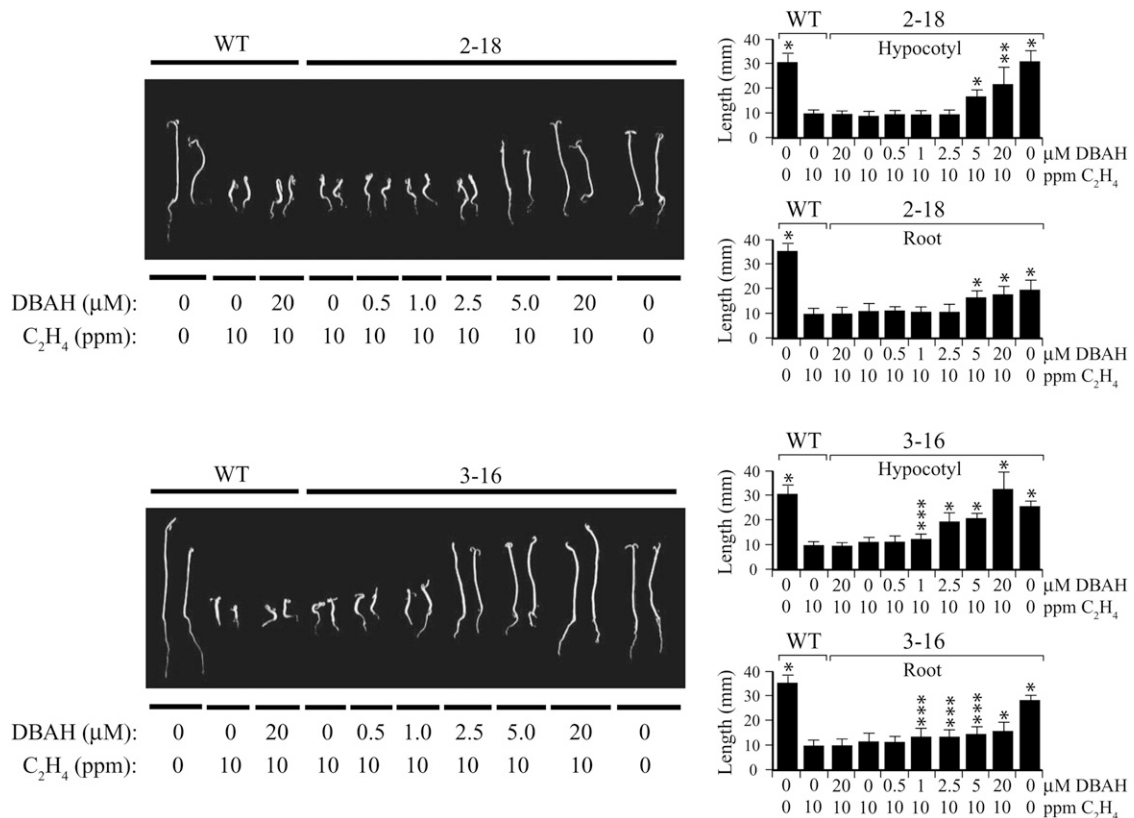 WT 2-18
DBAH (µM): 0 0 20 0 0.5 1.0 2.5 5.0 20 0
C₂H₄ (ppm): 0 10 10 10 10 10 10 10 10 0
WT 2-18
Hypocotyl
Length (mm)
40
30
20
10
0
* * ** *
0 0 20 0 0.5 1 2.5 5 20 0 µM DBAH
0 10 10 10 10 10 10 10 10 0 ppm C₂H₄
WT 2-18
Root
Length (mm)
40
30
20
10
0
* * * *
0 0 20 0 0.5 1 2.5 5 20 0 µM DBAH
0 10 10 10 10 10 10 10 10 0 ppm C₂H₄
WT 3-16
DBAH (µM): 0 0 20 0 0.5 1.0 2.5 5.0 20 0
C₂H₄ (ppm): 0 10 10 10 10 10 10 10 10 0
WT 3-16
Hypocotyl
Length (mm)
40
30
20
10
0
* *** * * * *
0 0 20 0 0.5 1 2.5 5 20 0 µM DBAH
0 10 10 10 10 10 10 10 10 0 ppm C₂H₄
WT 3-16
Root
Length (mm)
40
30
20
10
0
* *** *** *** * *
0 0 20 0 0.5 1 2.5 5 20 0 µM DBAH
0 10 10 10 10 10 10 10 10 0 ppm C₂H₄